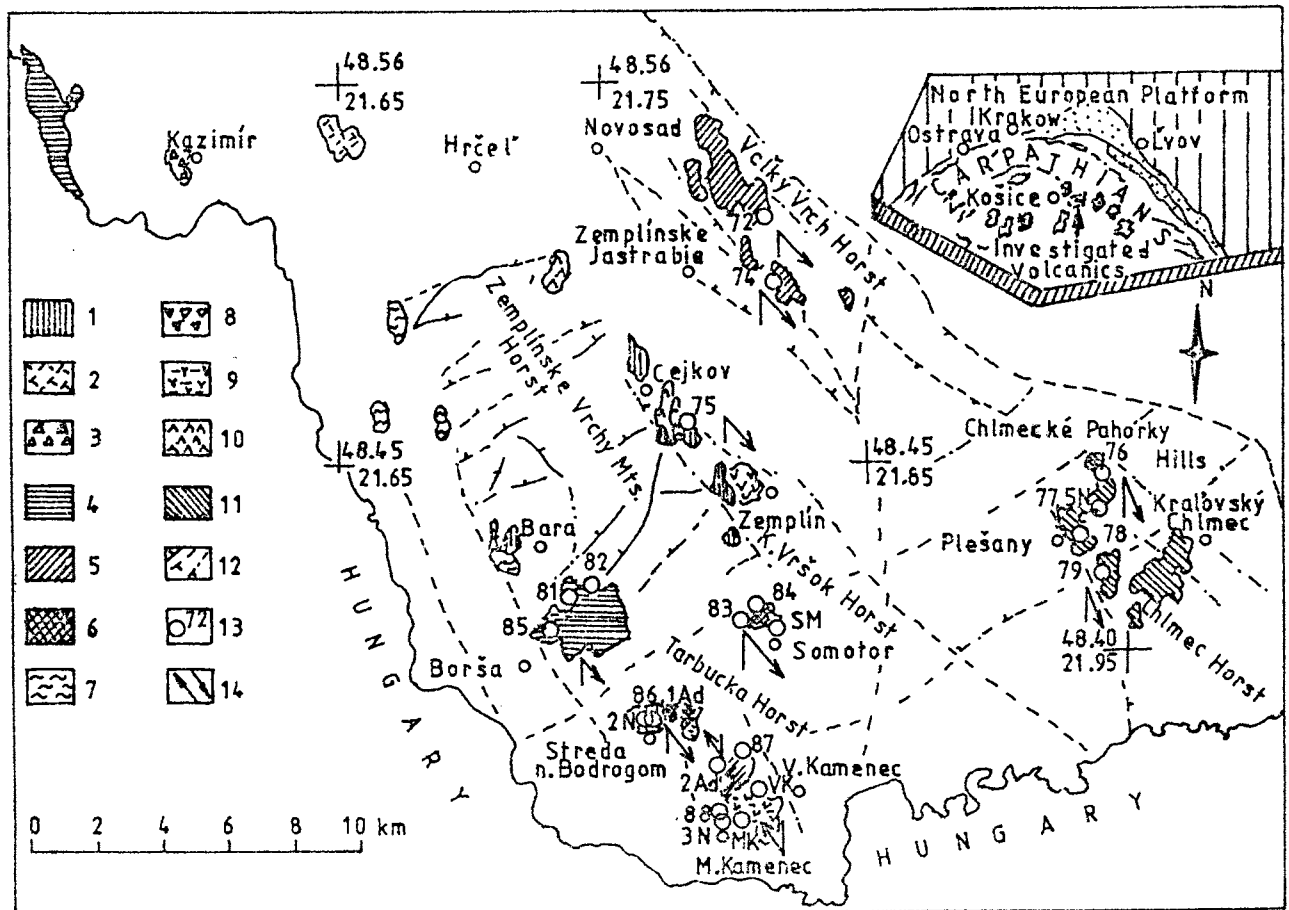 48.56
21.65
48.56
21.75
Kazimír
Hrčeľ
Novosad
Veľký Vrch Horst
North European Platform
Krakow
Ostrava
Ľvov
CARPATHIANS
Košice
Investigated
Volcanics
N
72
74
Zemplínske
Jastrabie
Zemplínske Vrchy Mts.
Horst
Cejkov
75
48.45
21.65
48.45
21.85
Chlmecké Pahorky
Hills
76
77,5N
78
79
Kraľovský
Chlmec
Plešany
Chlmec Horst
48.40
21.95
Zemplín
K. Vršok Horst
Bara
82
81
85
Borša
83
84
SM
Somotor
Tarbucka Horst
86,1Ad
2N
Streda
n. Bodrogom
87
2Ad
VK
V.Kamenec
88
3N
MK
M.Kamenec
HUNGARY
HUNGARY
1
2
3
4
5
6
7
8
9
10
11
12
72
13
14
0 2 4 6 8 10 km